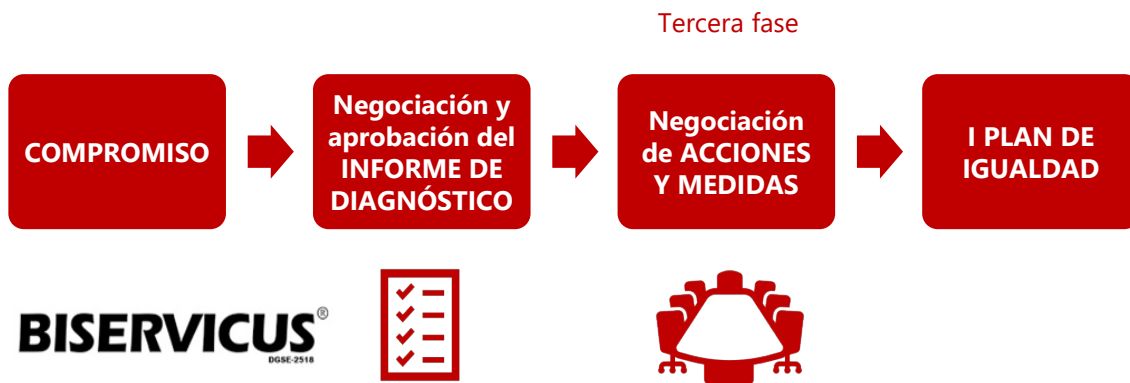 Tercera fase
COMPROMISO
Negociación y
aprobación del
INFORME DE
DIAGNÓSTICO
Negociación
de ACCIONES
Y MEDIDAS
I PLAN DE
IGUALDAD
BISERVICUS®
DGSE-2518